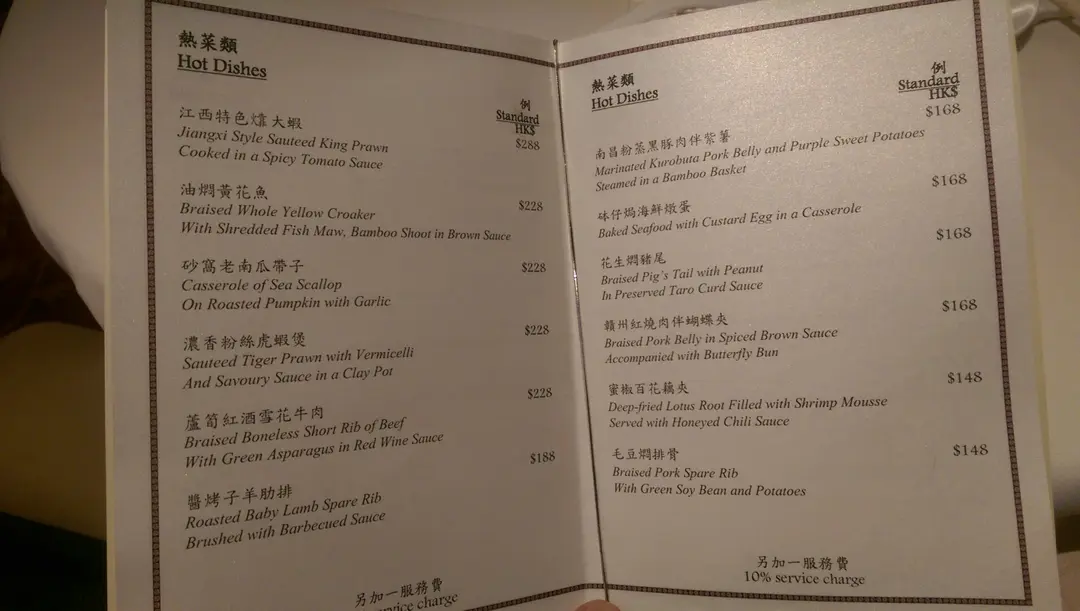 熱菜類
Hot Dishes
例
Standard
HK$
江西特色㸆大蝦
$288
Jiangxi Style Sauteed King Prawn
Cooked in a Spicy Tomato Sauce
油燜黃花魚
$228
Braised Whole Yellow Croaker
With Shredded Fish Maw, Bamboo Shoot in Brown Sauce
砂窩老南瓜帶子
$228
Casserole of Sea Scallop
On Roasted Pumpkin with Garlic
濃香粉絲虎蝦煲
$228
Sauteed Tiger Prawn with Vermicelli
And Savoury Sauce in a Clay Pot
蘆筍紅酒雪花牛肉
$228
Braised Boneless Short Rib of Beef
With Green Asparagus in Red Wine Sauce
醬烤子羊肋排
$188
Roasted Baby Lamb Spare Rib
Brushed with Barbecued Sauce
另加一服務費
service charge
熱菜類
Hot Dishes
例
Standard
HK$
南昌粉蒸黑豚肉伴紫薯
$168
Marinated Kurobuta Pork Belly and Purple Sweet Potatoes
Steamed in a Bamboo Basket
砵仔焗海鮮燉蛋
$168
Baked Seafood with Custard Egg in a Casserole
花生燜豬尾
$168
Braised Pig's Tail with Peanut
In Preserved Taro Curd Sauce
贛州紅燒肉伴蝴蝶夾
$168
Braised Pork Belly in Spiced Brown Sauce
Accompanied with Butterfly Bun
蜜椒百花藕夾
$148
Deep-fried Lotus Root Filled with Shrimp Mousse
Served with Honeyed Chili Sauce
毛豆燜排骨
$148
Braised Pork Spare Rib
With Green Soy Bean and Potatoes
另加一服務費
10% service charge